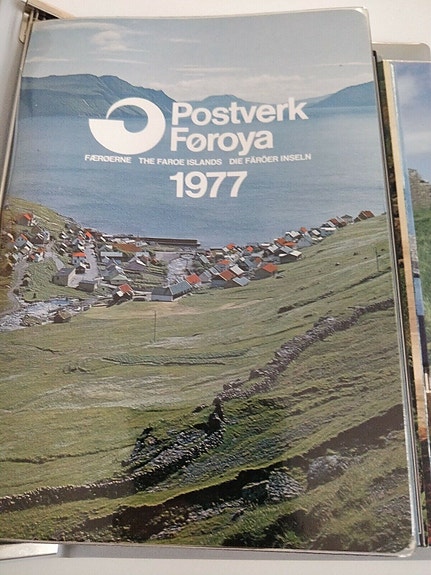 Postverk
Føroya
FÆRØERNE THE FAROE ISLANDS DIE FÄRÖER INSELN
1977